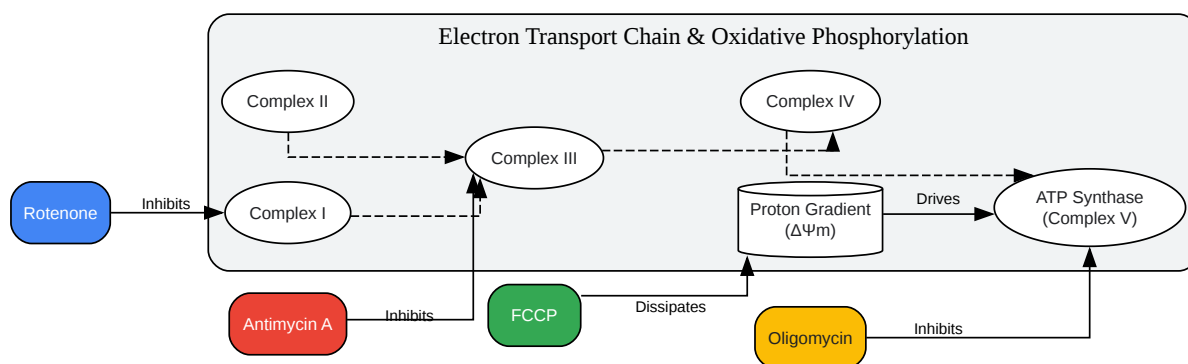 Electron Transport Chain & Oxidative Phosphorylation
Complex II
Complex IV
Complex III
Rotenone
Inhibits
Complex I
Proton Gradient
(ΔΨm)
Drives
ATP Synthase
(Complex V)
Antimycin A
Inhibits
FCCP
Dissipates
Oligomycin
Inhibits